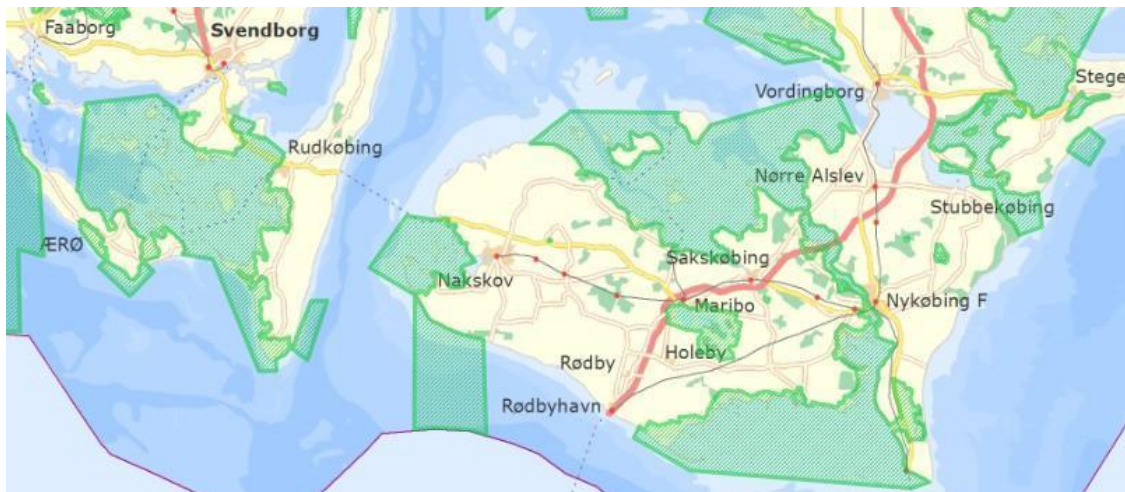 Faaborg
Svendborg
Stege
Vordingborg
Rudkøbing
Nørre Alslev
Stubbekøbing
ÆRØ
Sakskøbing
Nakskov
Maribo
Nykøbing F
Holeby
Rødby
Rødbyhavn